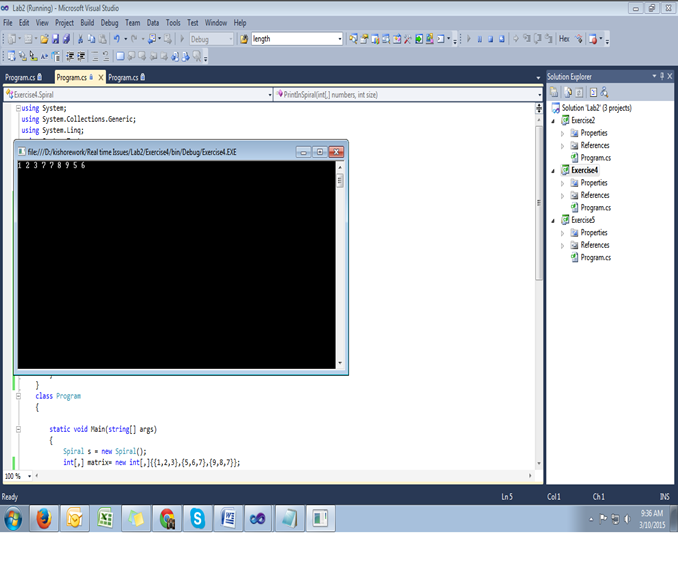 Lab2 (Running) - Microsoft Visual Studio
File Edit View Project Build Debug Team Data Tools Test Window Help
Debug length Hex
Program.cs Program.cs X Program.cs
Exercise4.Spiral PrintInSpiral(int[,] numbers, int size)
using System;
using System.Collections.Generic;
using System.Linq;
file:///D:/kishorework/Real time Issues/Lab2/Exercise4/bin/Debug/Exercise4.EXE
1 2 3 7 7 8 9 5 6
}
class Program
{
static void Main(string[] args)
{
Spiral s = new Spiral();
int[,] matrix= new int[,]{{1,2,3},{5,6,7},{9,8,7}};
100 %
Solution Explorer
Solution 'Lab2' (3 projects)
Exercise2
Properties
References
Program.cs
Exercise4
Properties
References
Program.cs
Exercise5
Properties
References
Program.cs
Ready Ln 5 Col 1 Ch 1 INS
9:36 AM
3/10/2015